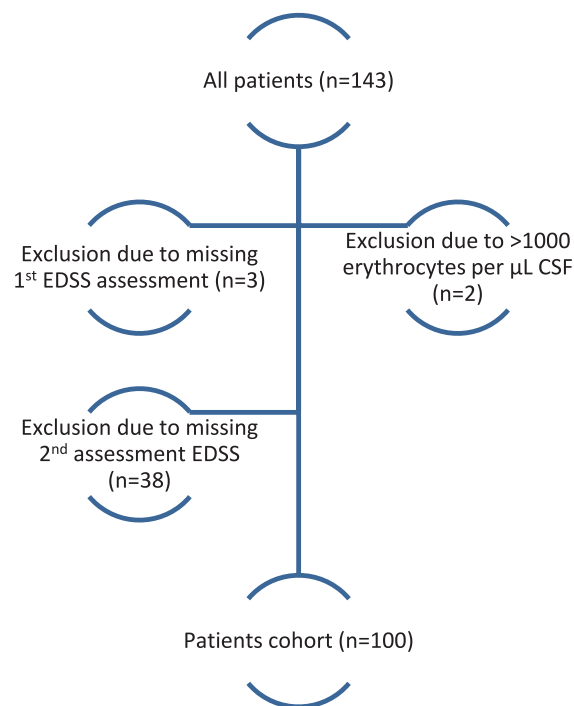 All patients (n=143)
Exclusion due to missing
1st EDSS assessment (n=3)
Exclusion due to >1000
erythrocytes per µL CSF
(n=2)
Exclusion due to missing
2nd assessment EDSS
(n=38)
Patients cohort (n=100)